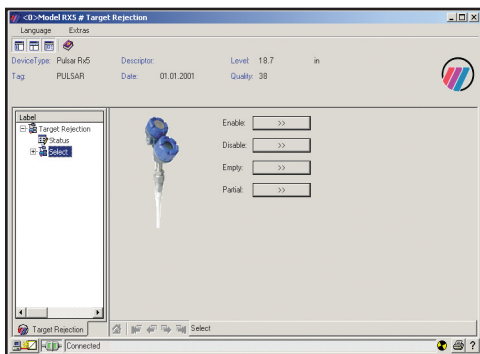 <0>Model RX5 # Target Rejection
Language Extras
DeviceType: Pulsar Rx5 Descriptor: Level: 18.7 in
Tag: PULSAR Date: 01.01.2001 Quality: 38
Label
Target Rejection
Status
Select
Enable: >>
Disable: >>
Empty: >>
Partial: >>
Target Rejection
Select
Connected